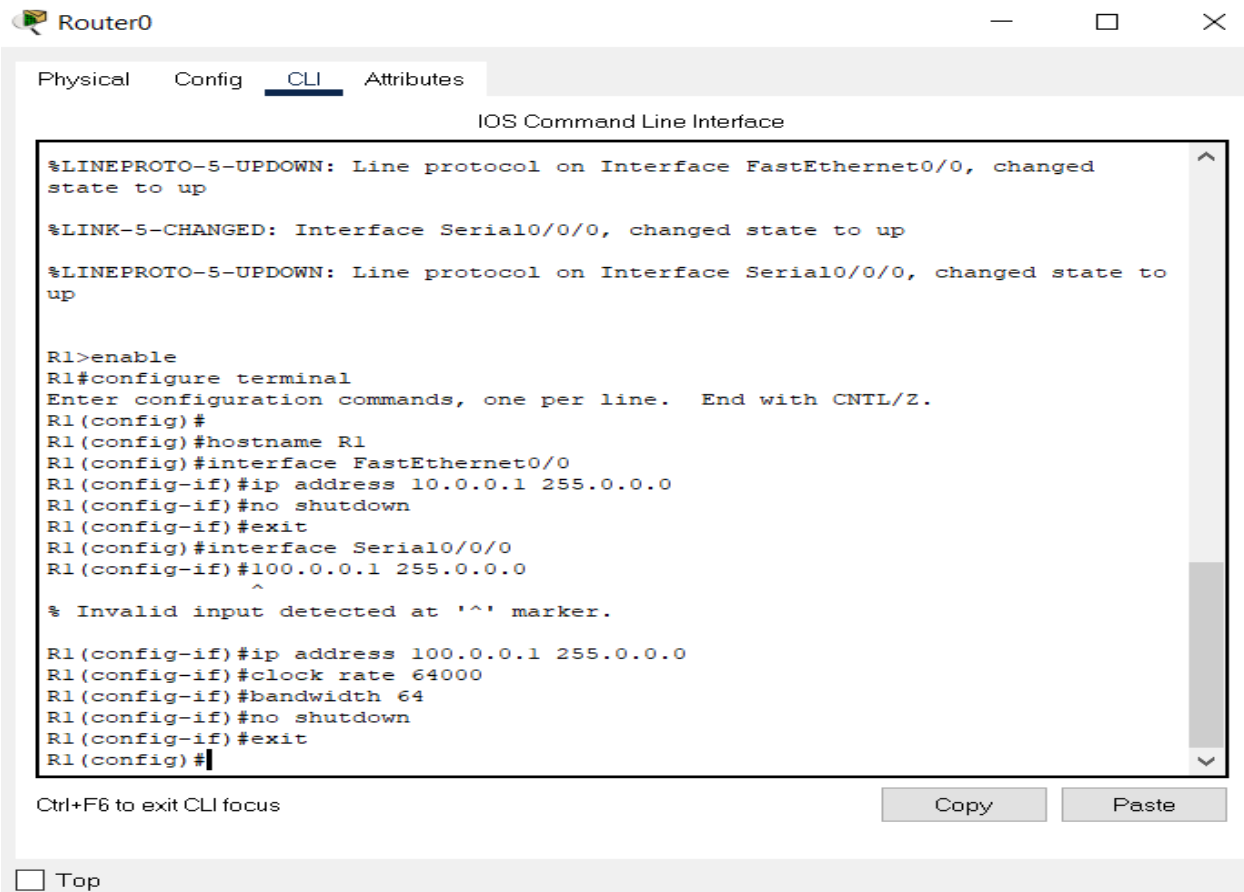 Router0
Physical Config CLI Attributes
IOS Command Line Interface
%LINEPROTO-5-UPDOWN: Line protocol on Interface FastEthernet0/0, changed
state to up
%LINK-5-CHANGED: Interface Serial0/0/0, changed state to up
%LINEPROTO-5-UPDOWN: Line protocol on Interface Serial0/0/0, changed state to
up
R1>enable
R1#configure terminal
Enter configuration commands, one per line.  End with CNTL/Z.
R1(config)#
R1(config)#hostname R1
R1(config)#interface FastEthernet0/0
R1(config-if)#ip address 10.0.0.1 255.0.0.0
R1(config-if)#no shutdown
R1(config-if)#exit
R1(config)#interface Serial0/0/0
R1(config-if)#100.0.0.1 255.0.0.0
^
% Invalid input detected at '^' marker.
R1(config-if)#ip address 100.0.0.1 255.0.0.0
R1(config-if)#clock rate 64000
R1(config-if)#bandwidth 64
R1(config-if)#no shutdown
R1(config-if)#exit
R1(config)#
Ctrl+F6 to exit CLI focus
Copy Paste
Top